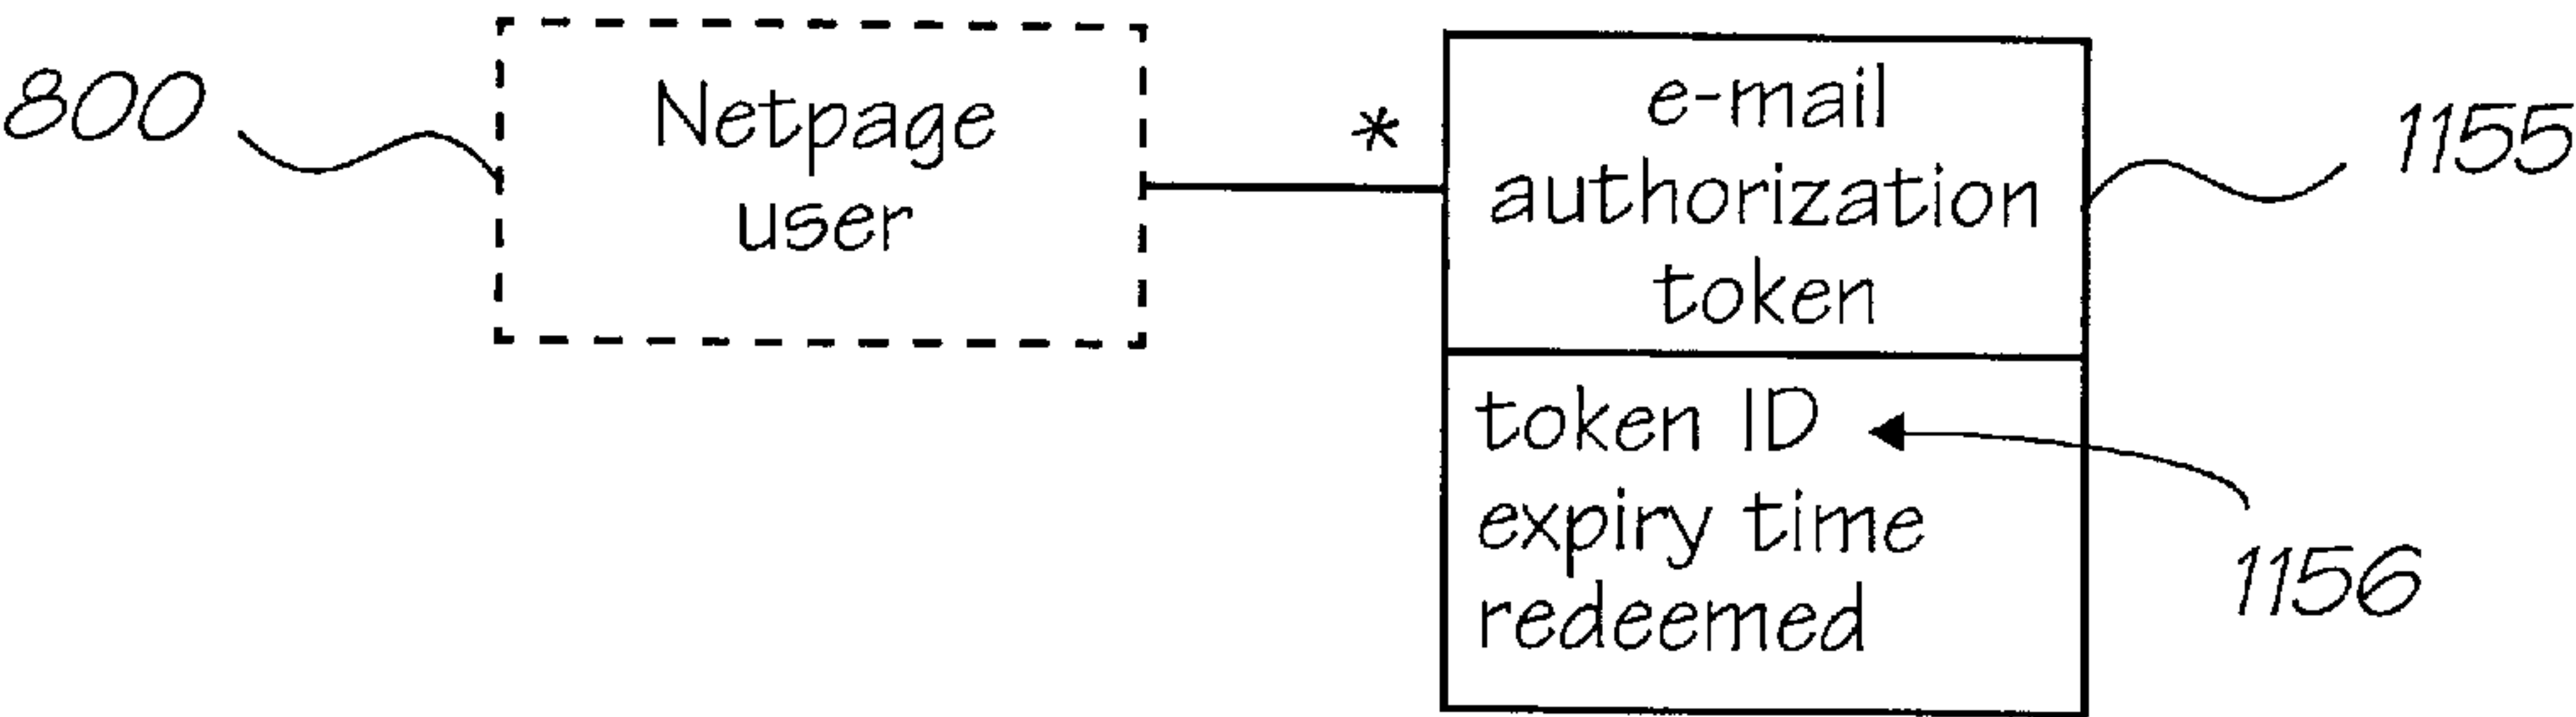 800
Netpage
user
*
e-mail
authorization
token
1155
token ID
expiry time
redeemed
1156